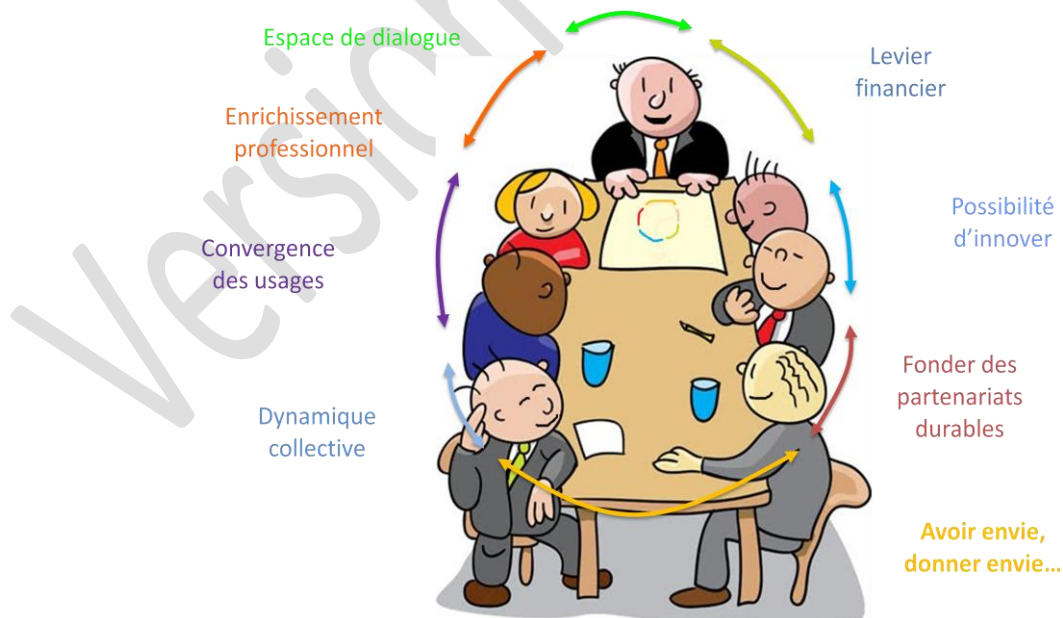 Espace de dialogue
Levier
financier
Enrichissement
professionnel
Possibilité
d'innover
Convergence
des usages
Fonder des
partenariats
durables
Dynamique
collective
Avoir envie,
donner envie…
Version